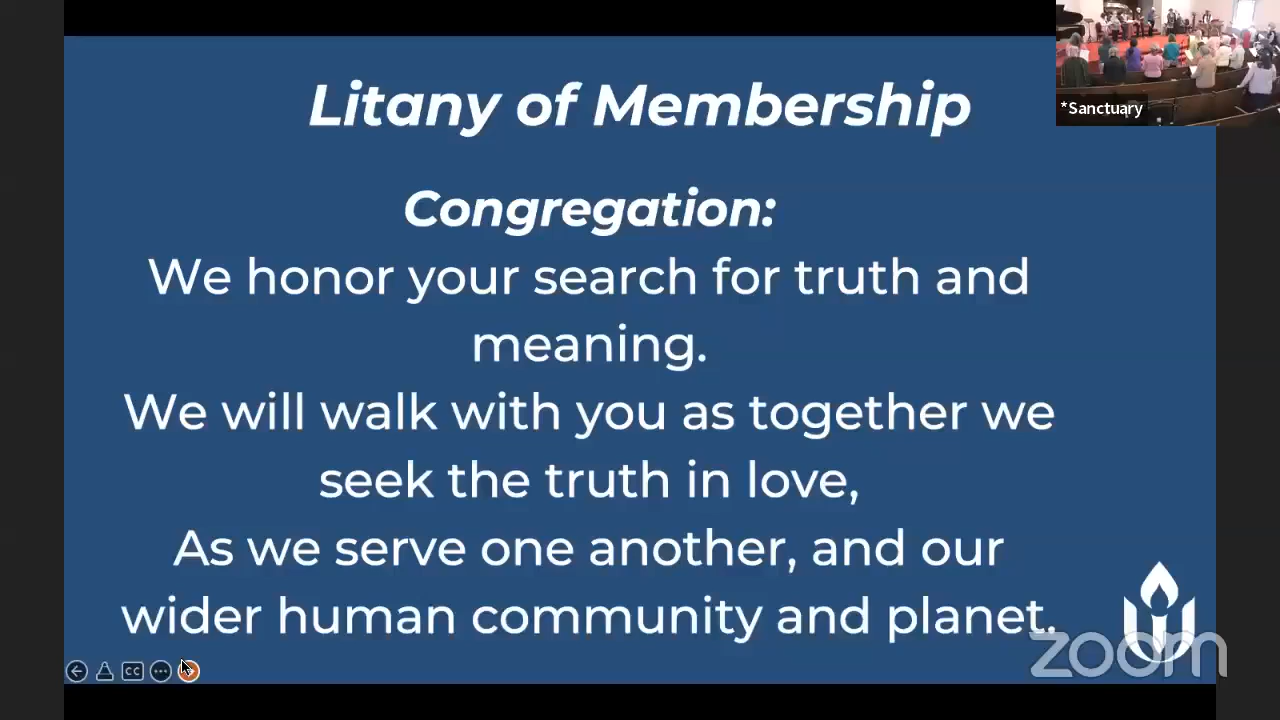 Litany of Membership
*Sanctuary
Congregation:
We honor your search for truth and
meaning.
We will walk with you as together we
seek the truth in love,
As we serve one another, and our
wider human community and planet.
CC
zoom